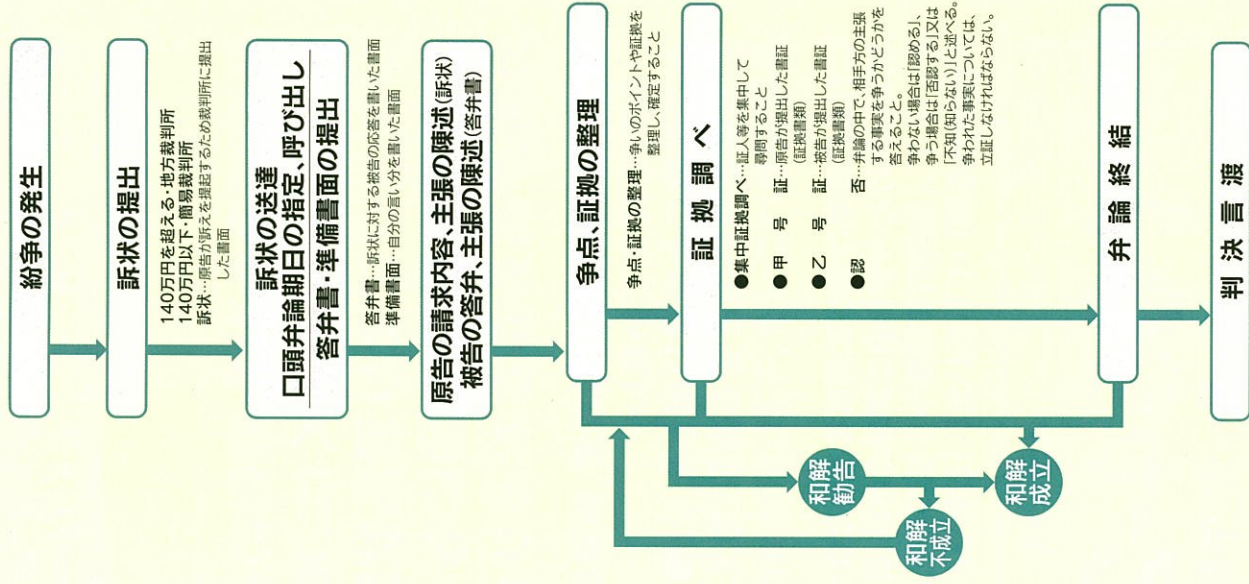 紛争の発生
訴状の提出
140万円を超える・地方裁判所
140万円以下・簡易裁判所
訴状…原告が訴えを提起するため裁判所に提出
した書面
訴状の送達
口頭弁論期日の指定、呼び出し
答弁書・準備書面の提出
答弁書…訴状に対する被告の応答を書いた書面
準備書面…自分の言い分を書いた書面
原告の請求内容、主張の陳述(訴状)
被告の答弁、主張の陳述(答弁書)
争点、証拠の整理
争点・証拠の整理…争いのポイントや証拠を
整理し、確定すること
証拠調べ
●集中証拠調べ…証人等を集中して
尋問すること
●甲号証…原告が提出した書証
(証拠書類)
●乙号証…被告が提出した書証
(証拠書類)
●認否…弁論の中で、相手方の主張
する事実を争うかどうかを
答えること。
争わない場合は「認める」、
争う場合は「否認する」又は
「不知(知らない)」と述べる。
争われた事実については、
立証しなければならない。
和解
勧告
和解
不成立
和解
成立
弁論終結
判決言渡